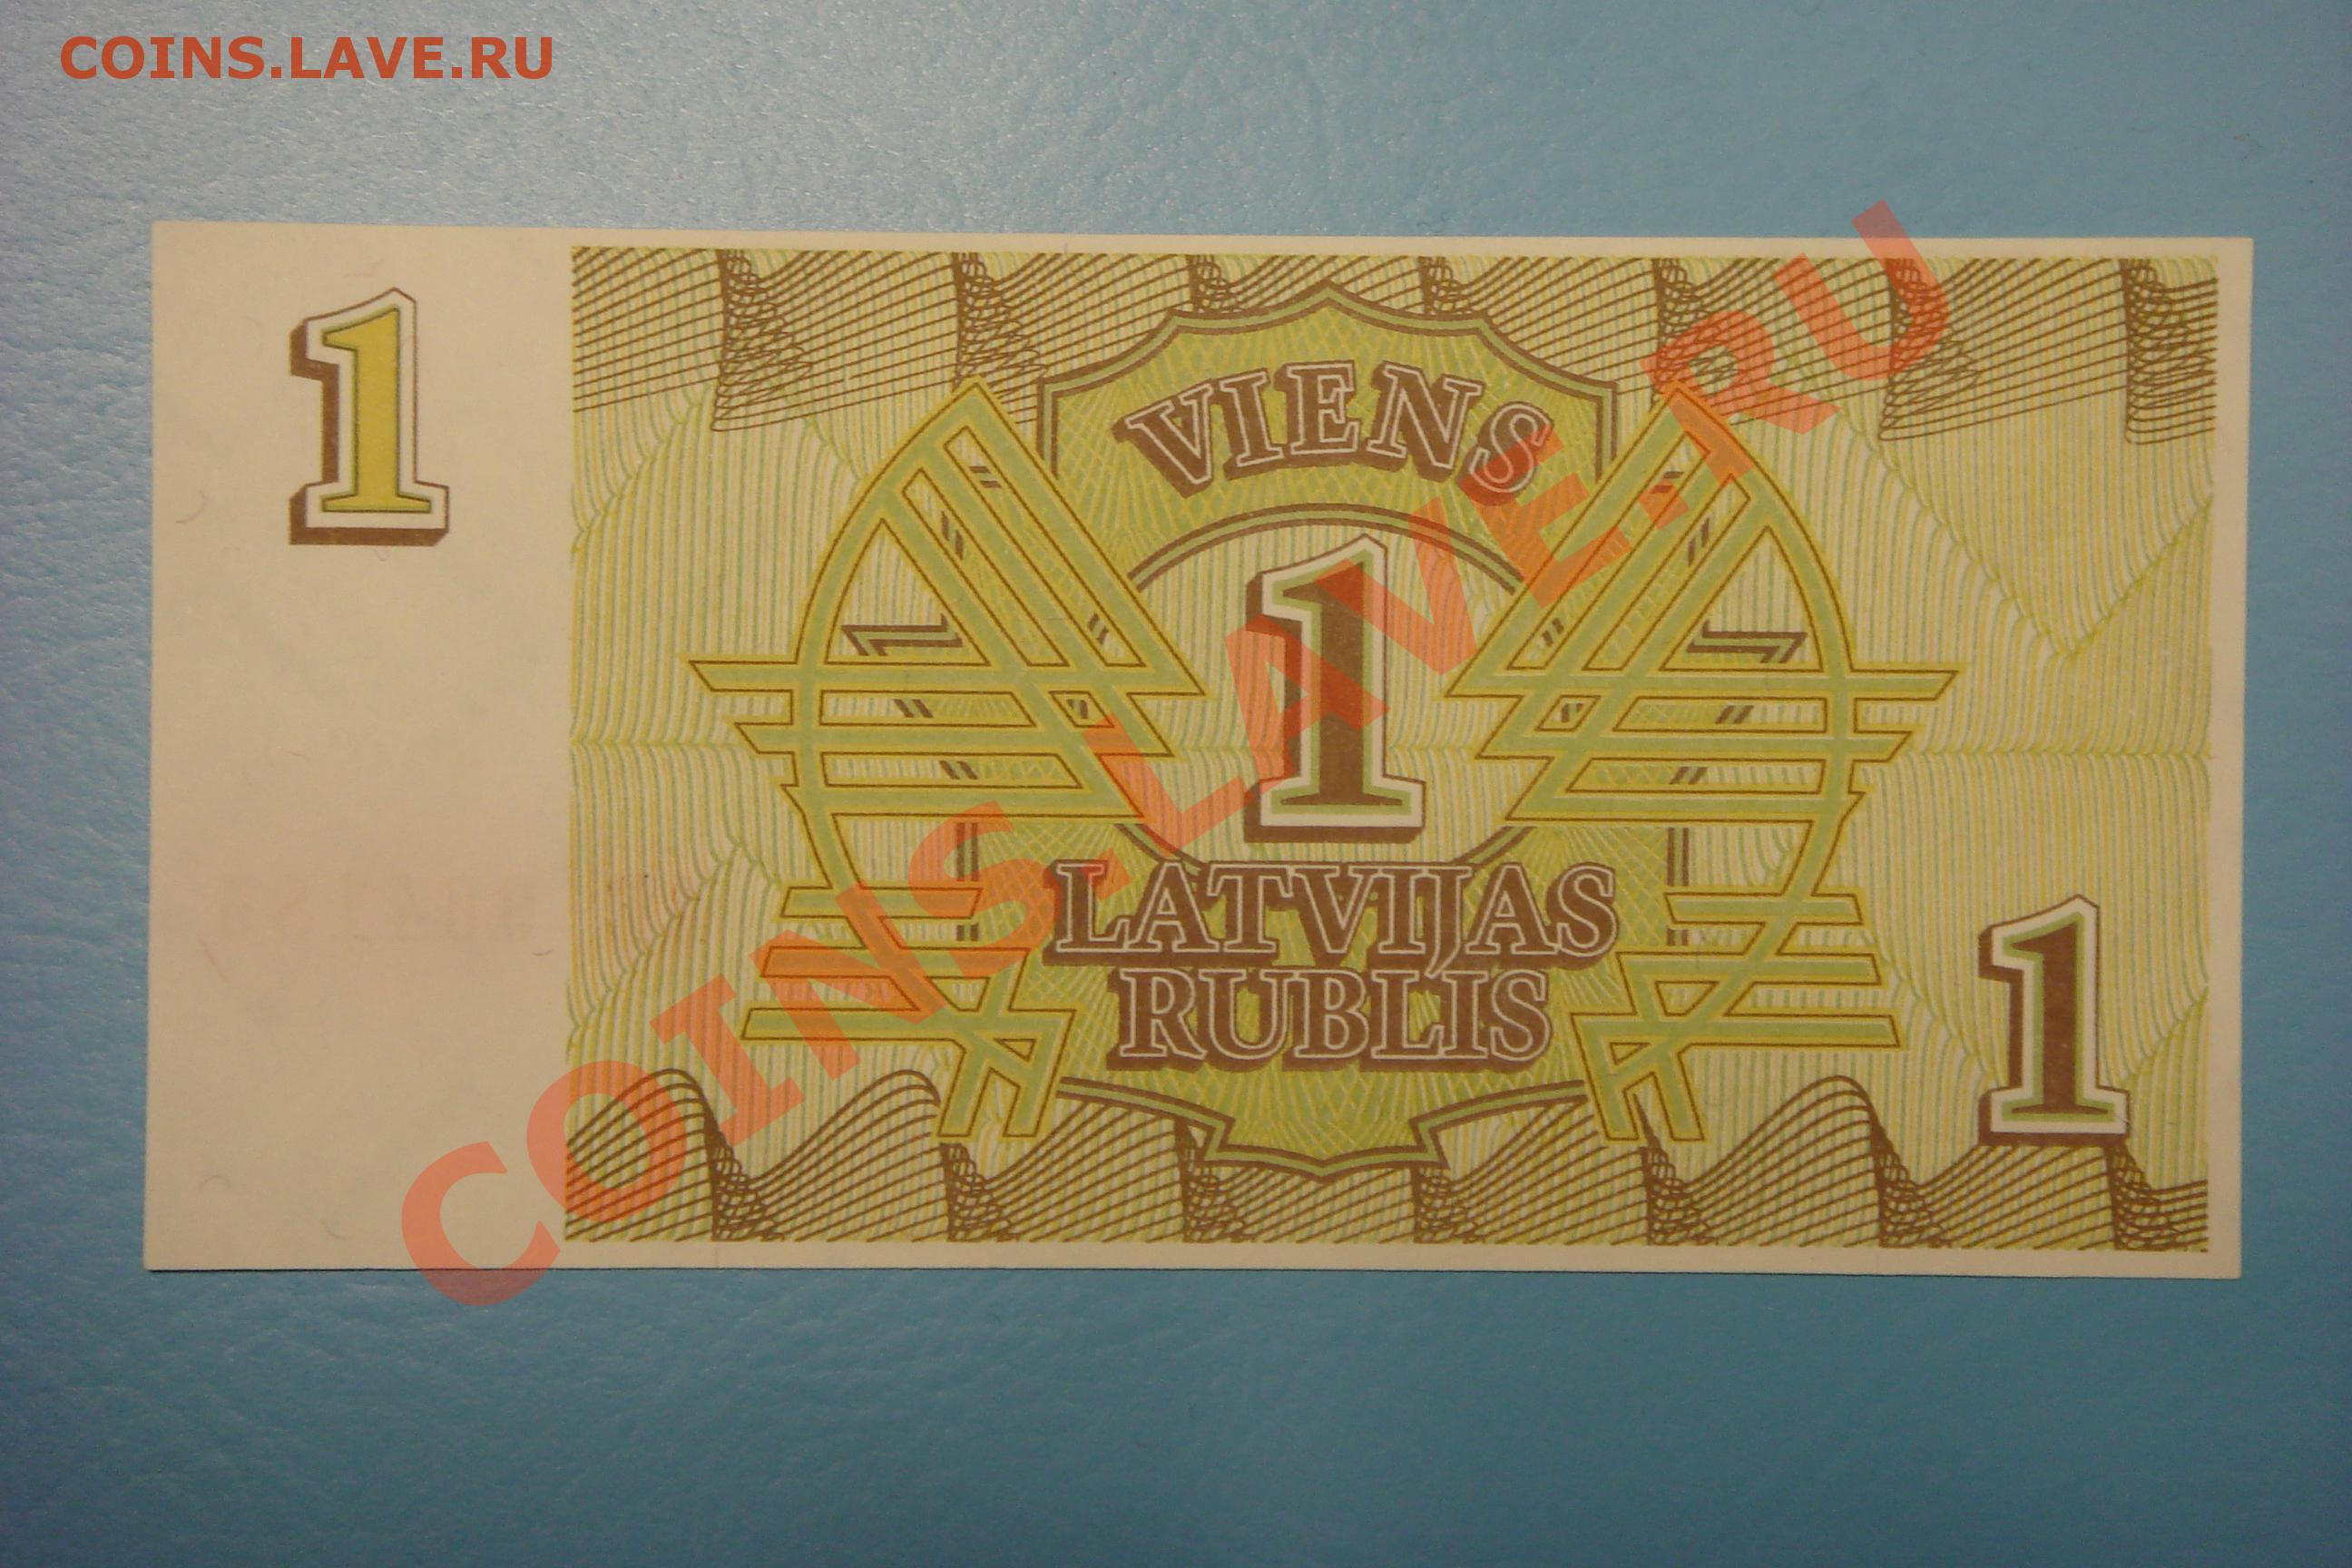 COINS.LAVE.RU
1
VIENS
1
LATVIJAS
RUBLIS
1
COINS.LAVE.RU